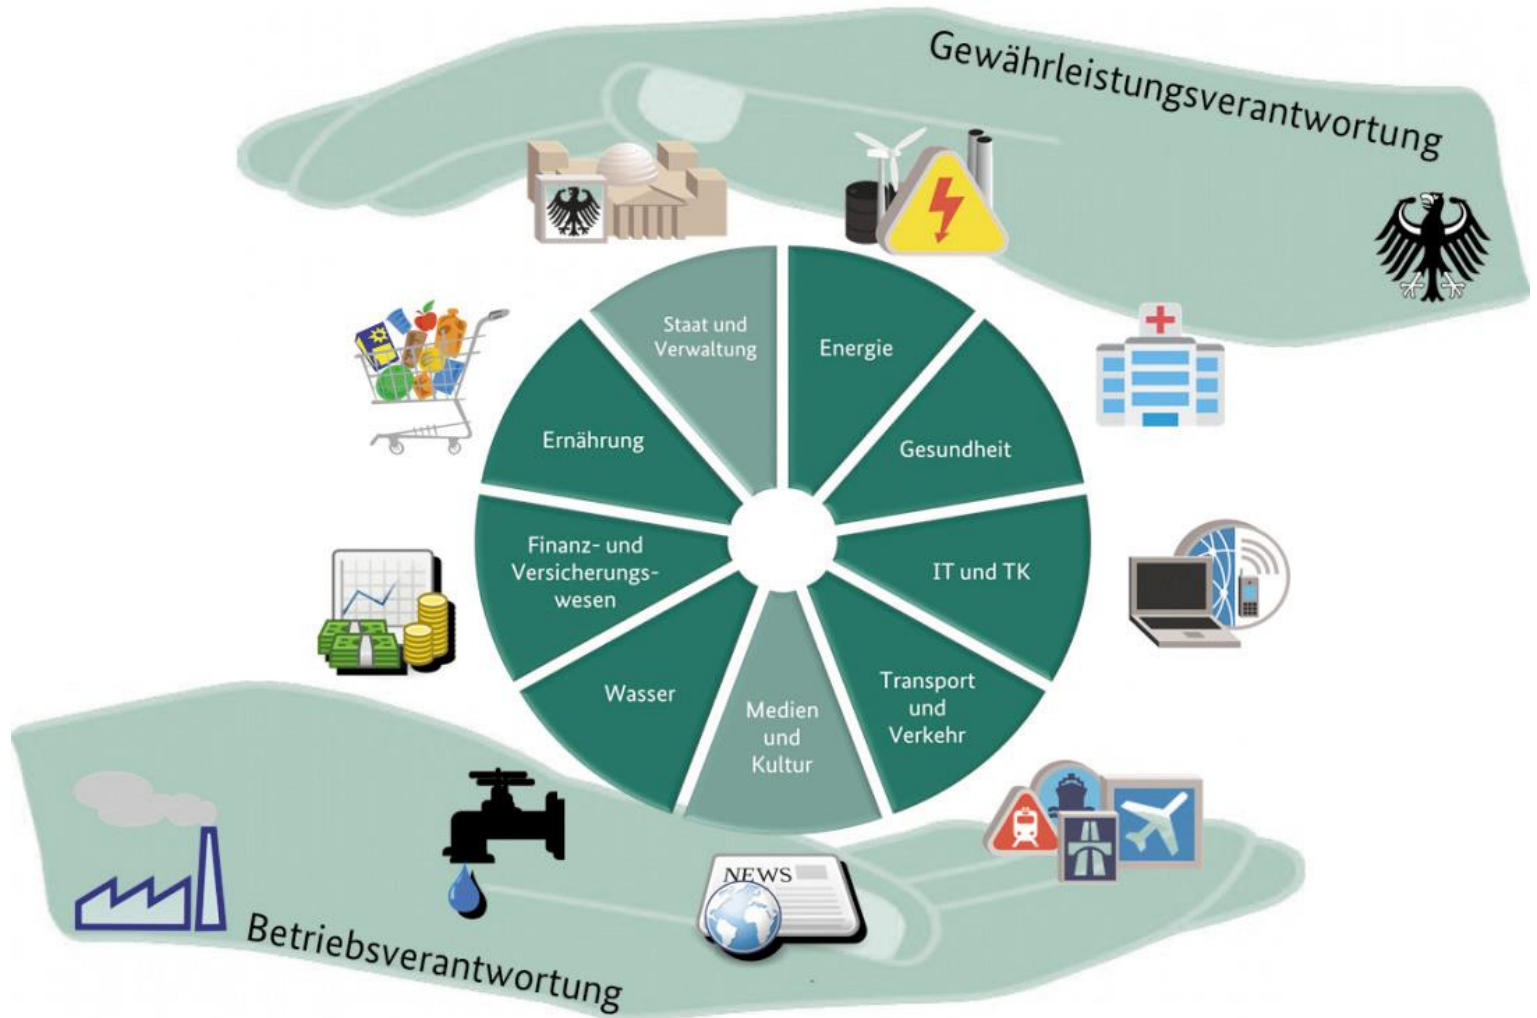 Gewährleistungsverantwortung
Staat und
Verwaltung
Energie
Gesundheit
IT und TK
Transport
und
Verkehr
Medien
und
Kultur
Wasser
Finanz- und
Versicherungs-
wesen
Ernährung
NEWS
Betriebsverantwortung